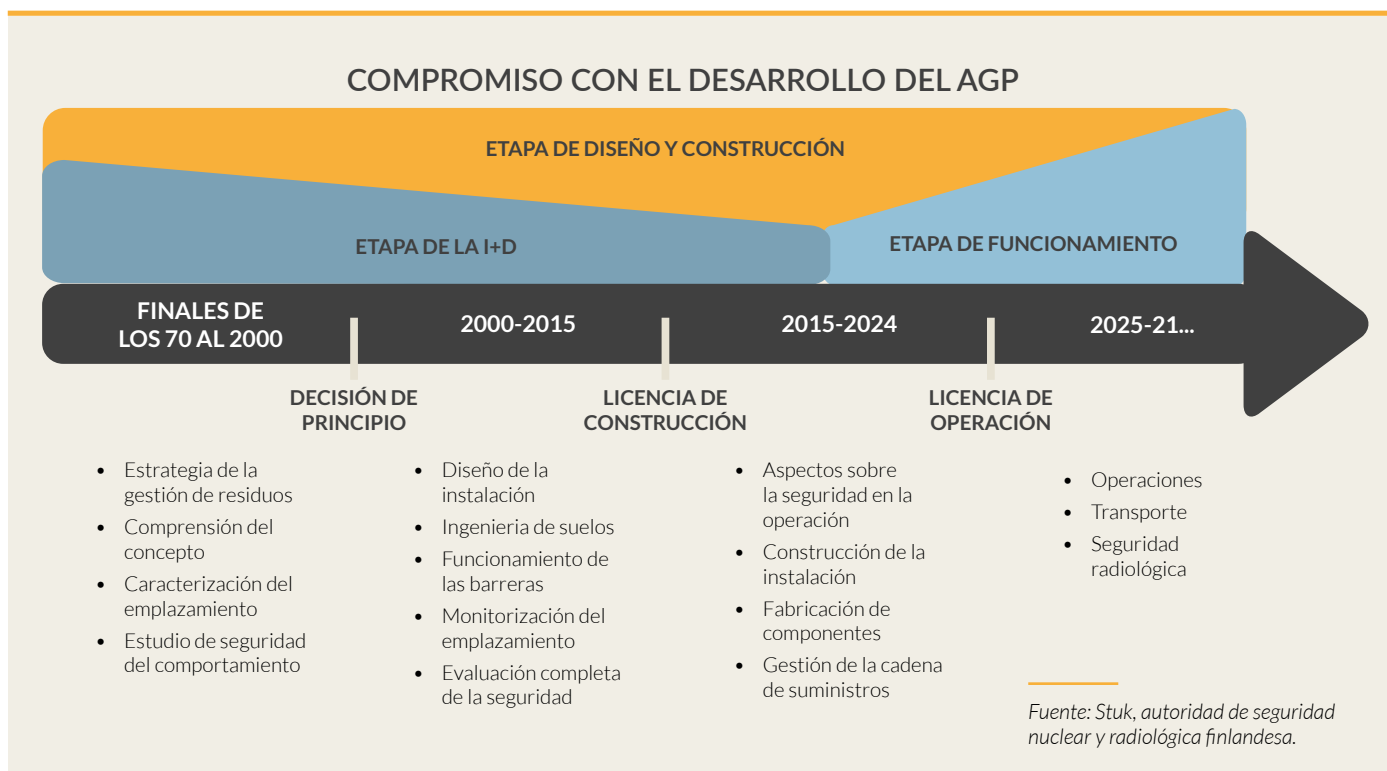 COMPROMISO CON EL DESARROLLO DEL AGP
ETAPA DE DISEÑO Y CONSTRUCCIÓN
ETAPA DE LA I+D
ETAPA DE FUNCIONAMIENTO
FINALES DE
LOS 70 AL 2000
2000-2015
2015-2024
2025-21...
DECISIÓN DE
PRINCIPIO
LICENCIA DE
CONSTRUCCIÓN
LICENCIA DE
OPERACIÓN
• Estrategia de la
gestión de residuos
• Comprensión del
concepto
• Caracterización del
emplazamiento
• Estudio de seguridad
del comportamiento
• Diseño de la
instalación
• Ingenieria de suelos
• Funcionamiento de
las barreras
• Monitorización del
emplazamiento
• Evaluación completa
de la seguridad
• Aspectos sobre
la seguridad en la
operación
• Construcción de la
instalación
• Fabricación de
componentes
• Gestión de la cadena
de suministros
• Operaciones
• Transporte
• Seguridad
radiológica
Fuente: Stuk, autoridad de seguridad
nuclear y radiológica finlandesa.